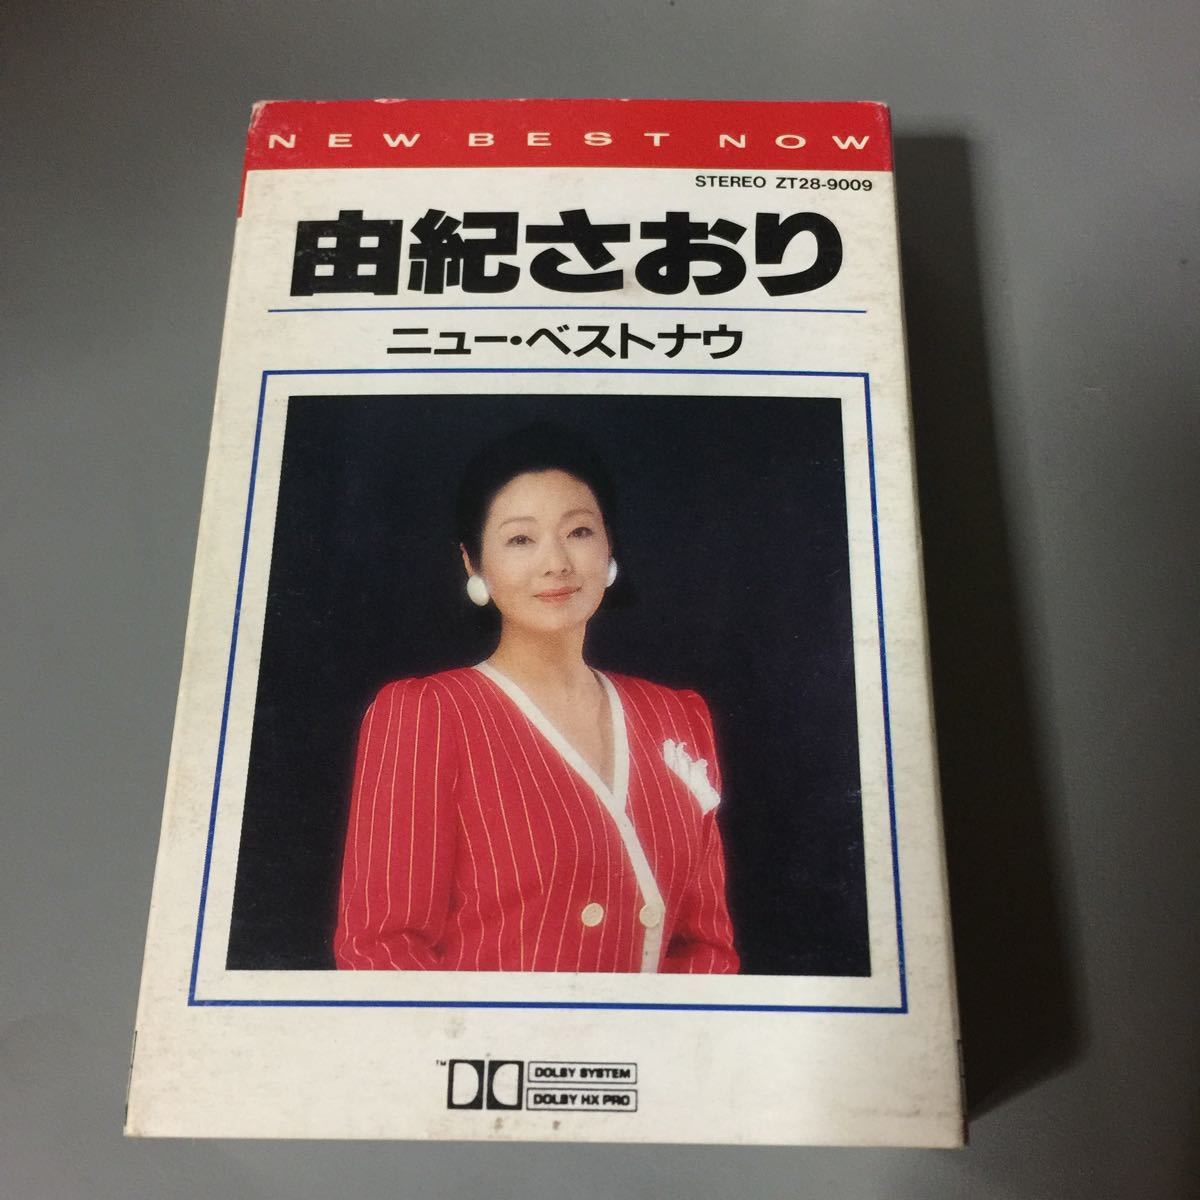 NEW BEST NOW
STEREO ZT28-9009
由紀さおり
ニュー・ベストナウ
TM
DOLBY SYSTEM
DOLBY HX PRO